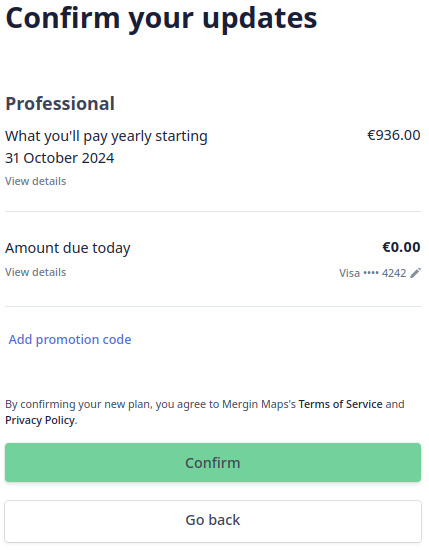 Confirm your updates
Professional
What you'll pay yearly starting
31 October 2024
€936.00
View details
Amount due today
€0.00
View details
Visa •••• 4242
Add promotion code
By confirming your new plan, you agree to Mergin Maps's Terms of Service and
Privacy Policy.
Confirm
Go back